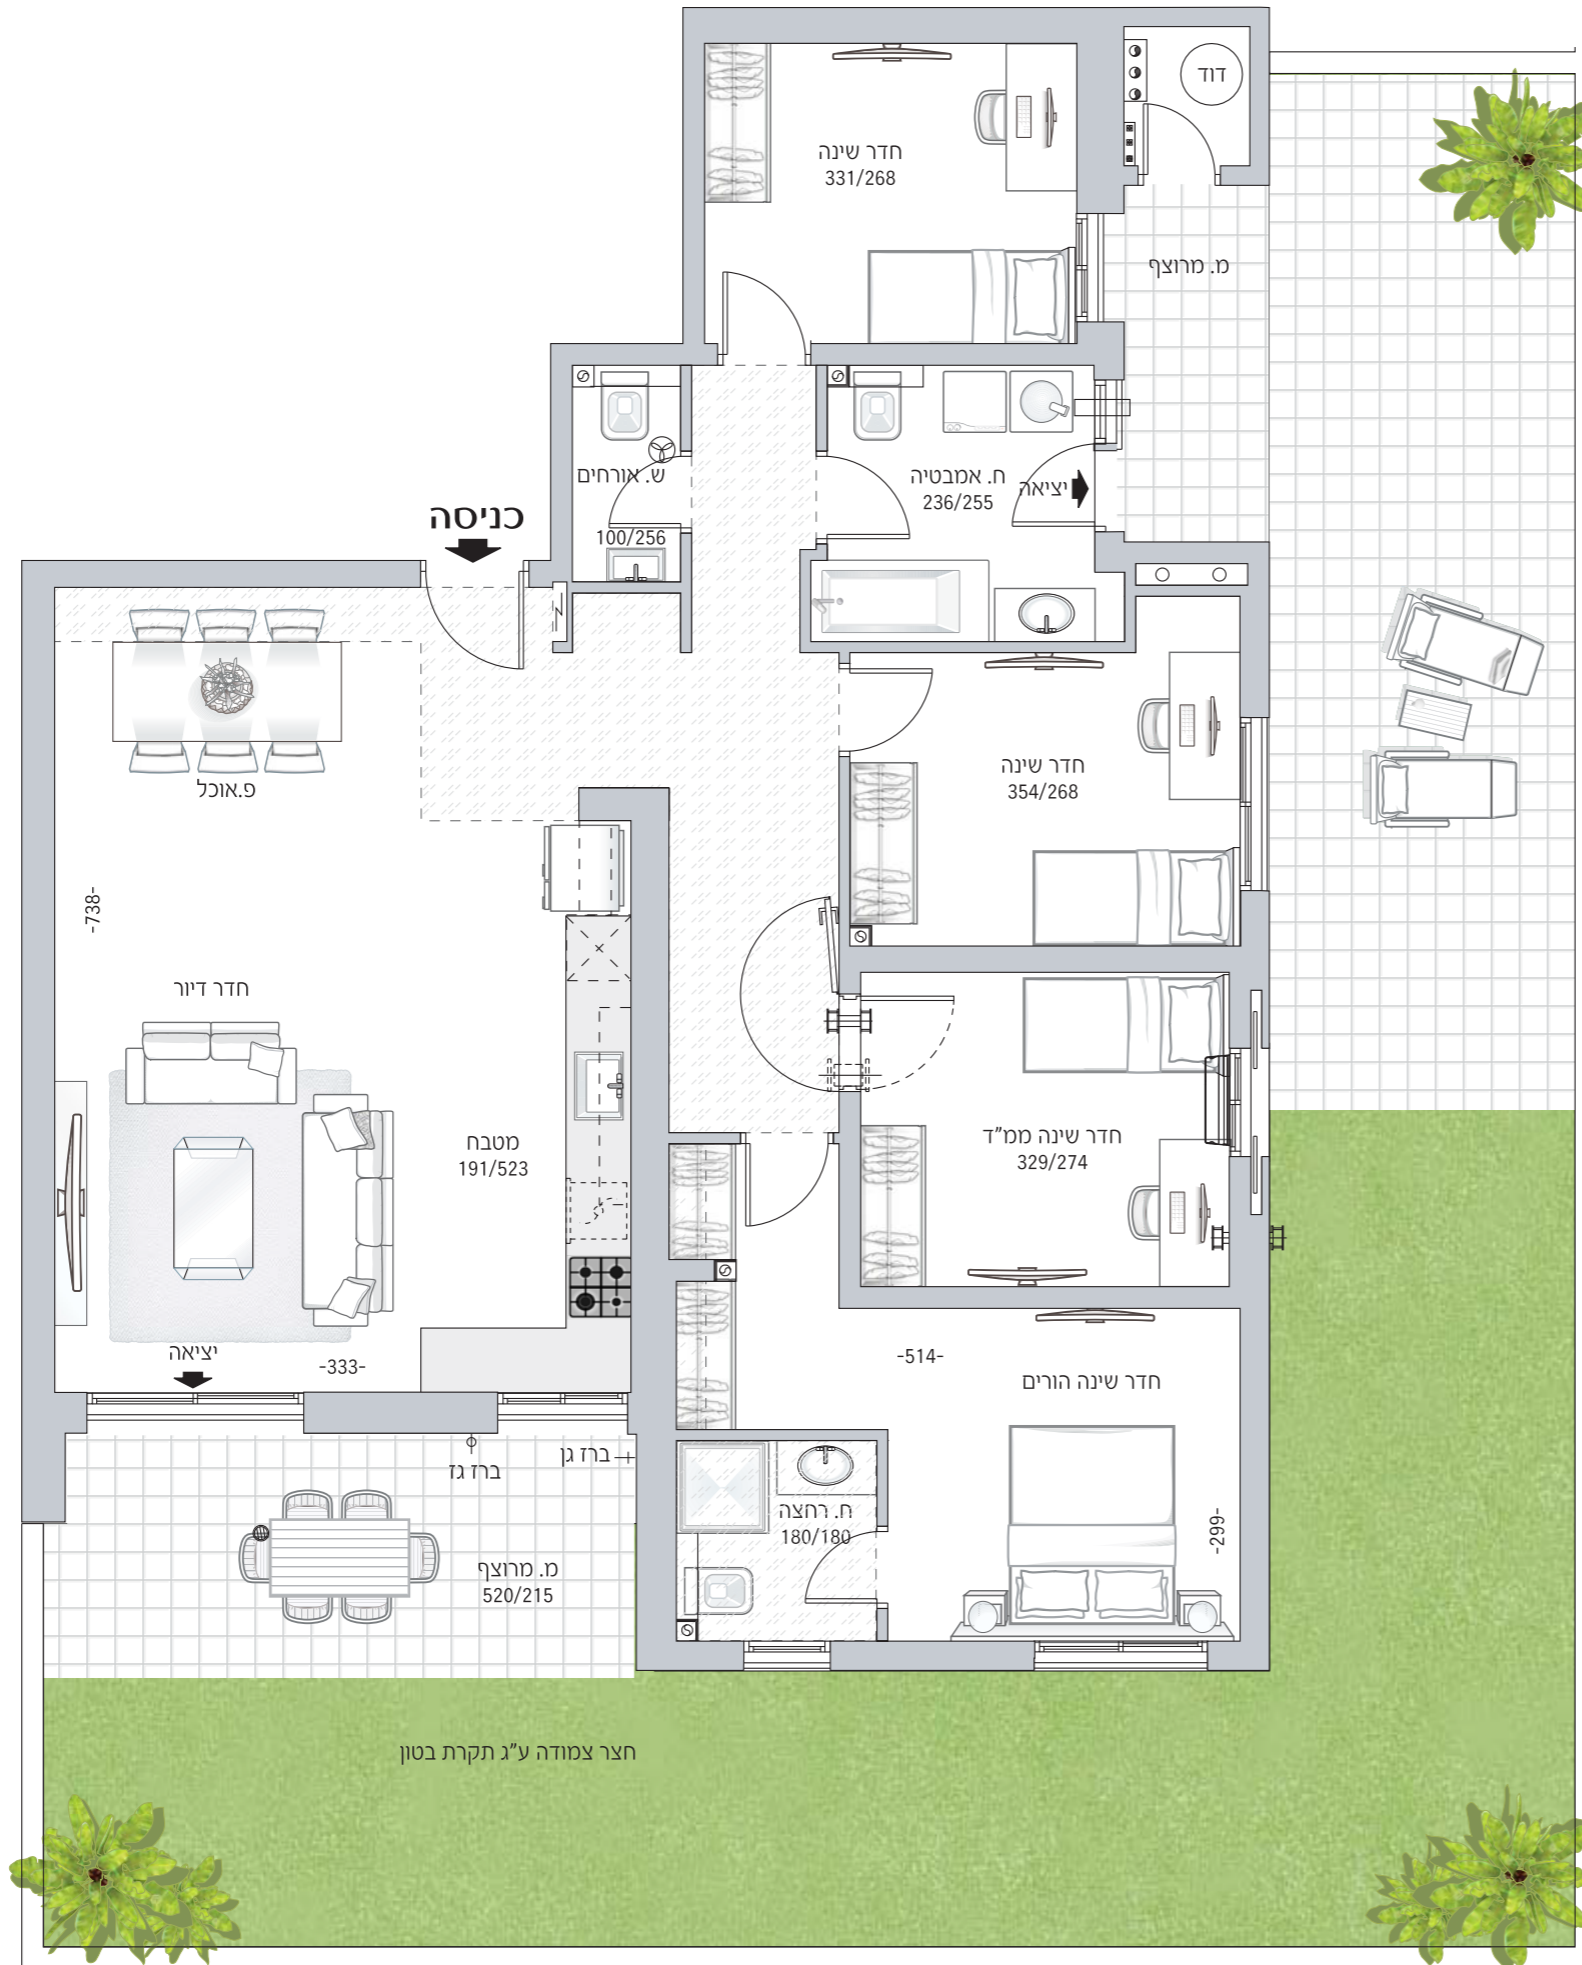 דוד
חדר שינה
331/268
מ. מרוצף
ש. אורחים
100/256
ח. אמבטיה
236/255
יציאה
כניסה
פ.אוכל
חדר שינה
354/268
-738-
חדר דיור
מטבח
191/523
חדר שינה ממ"ד
329/274
יציאה
-333-
-514-
חדר שינה הורים
ברז גז
ברז גן
ח. רחצה
180/180
-299-
מ. מרוצף
520/215
חצר צמודה ע"ג תקרת בטון